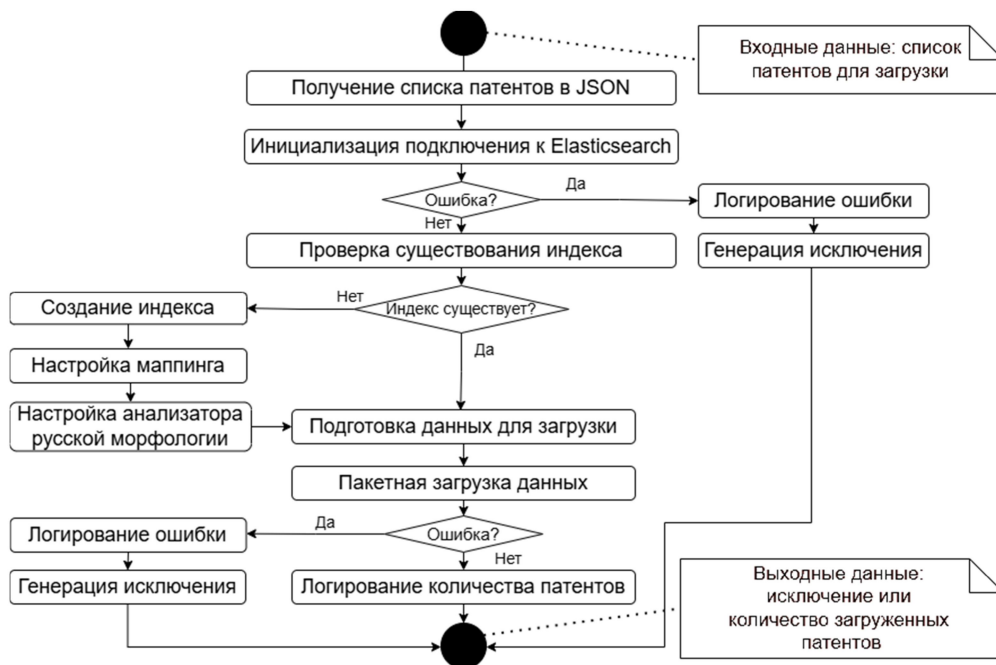 Входные данные: список
патентов для загрузки
Получение списка патентов в JSON
Инициализация подключения к Elasticsearch
Ошибка?
Да
Логирование ошибки
Нет
Проверка существования индекса
Генерация исключения
Индекс существует?
Нет
Создание индекса
Да
Настройка маппинга
Настройка анализатора
русской морфологии
Подготовка данных для загрузки
Пакетная загрузка данных
Ошибка?
Да
Логирование ошибки
Нет
Генерация исключения
Логирование количества патентов
Выходные данные:
исключение или
количество загруженных
патентов